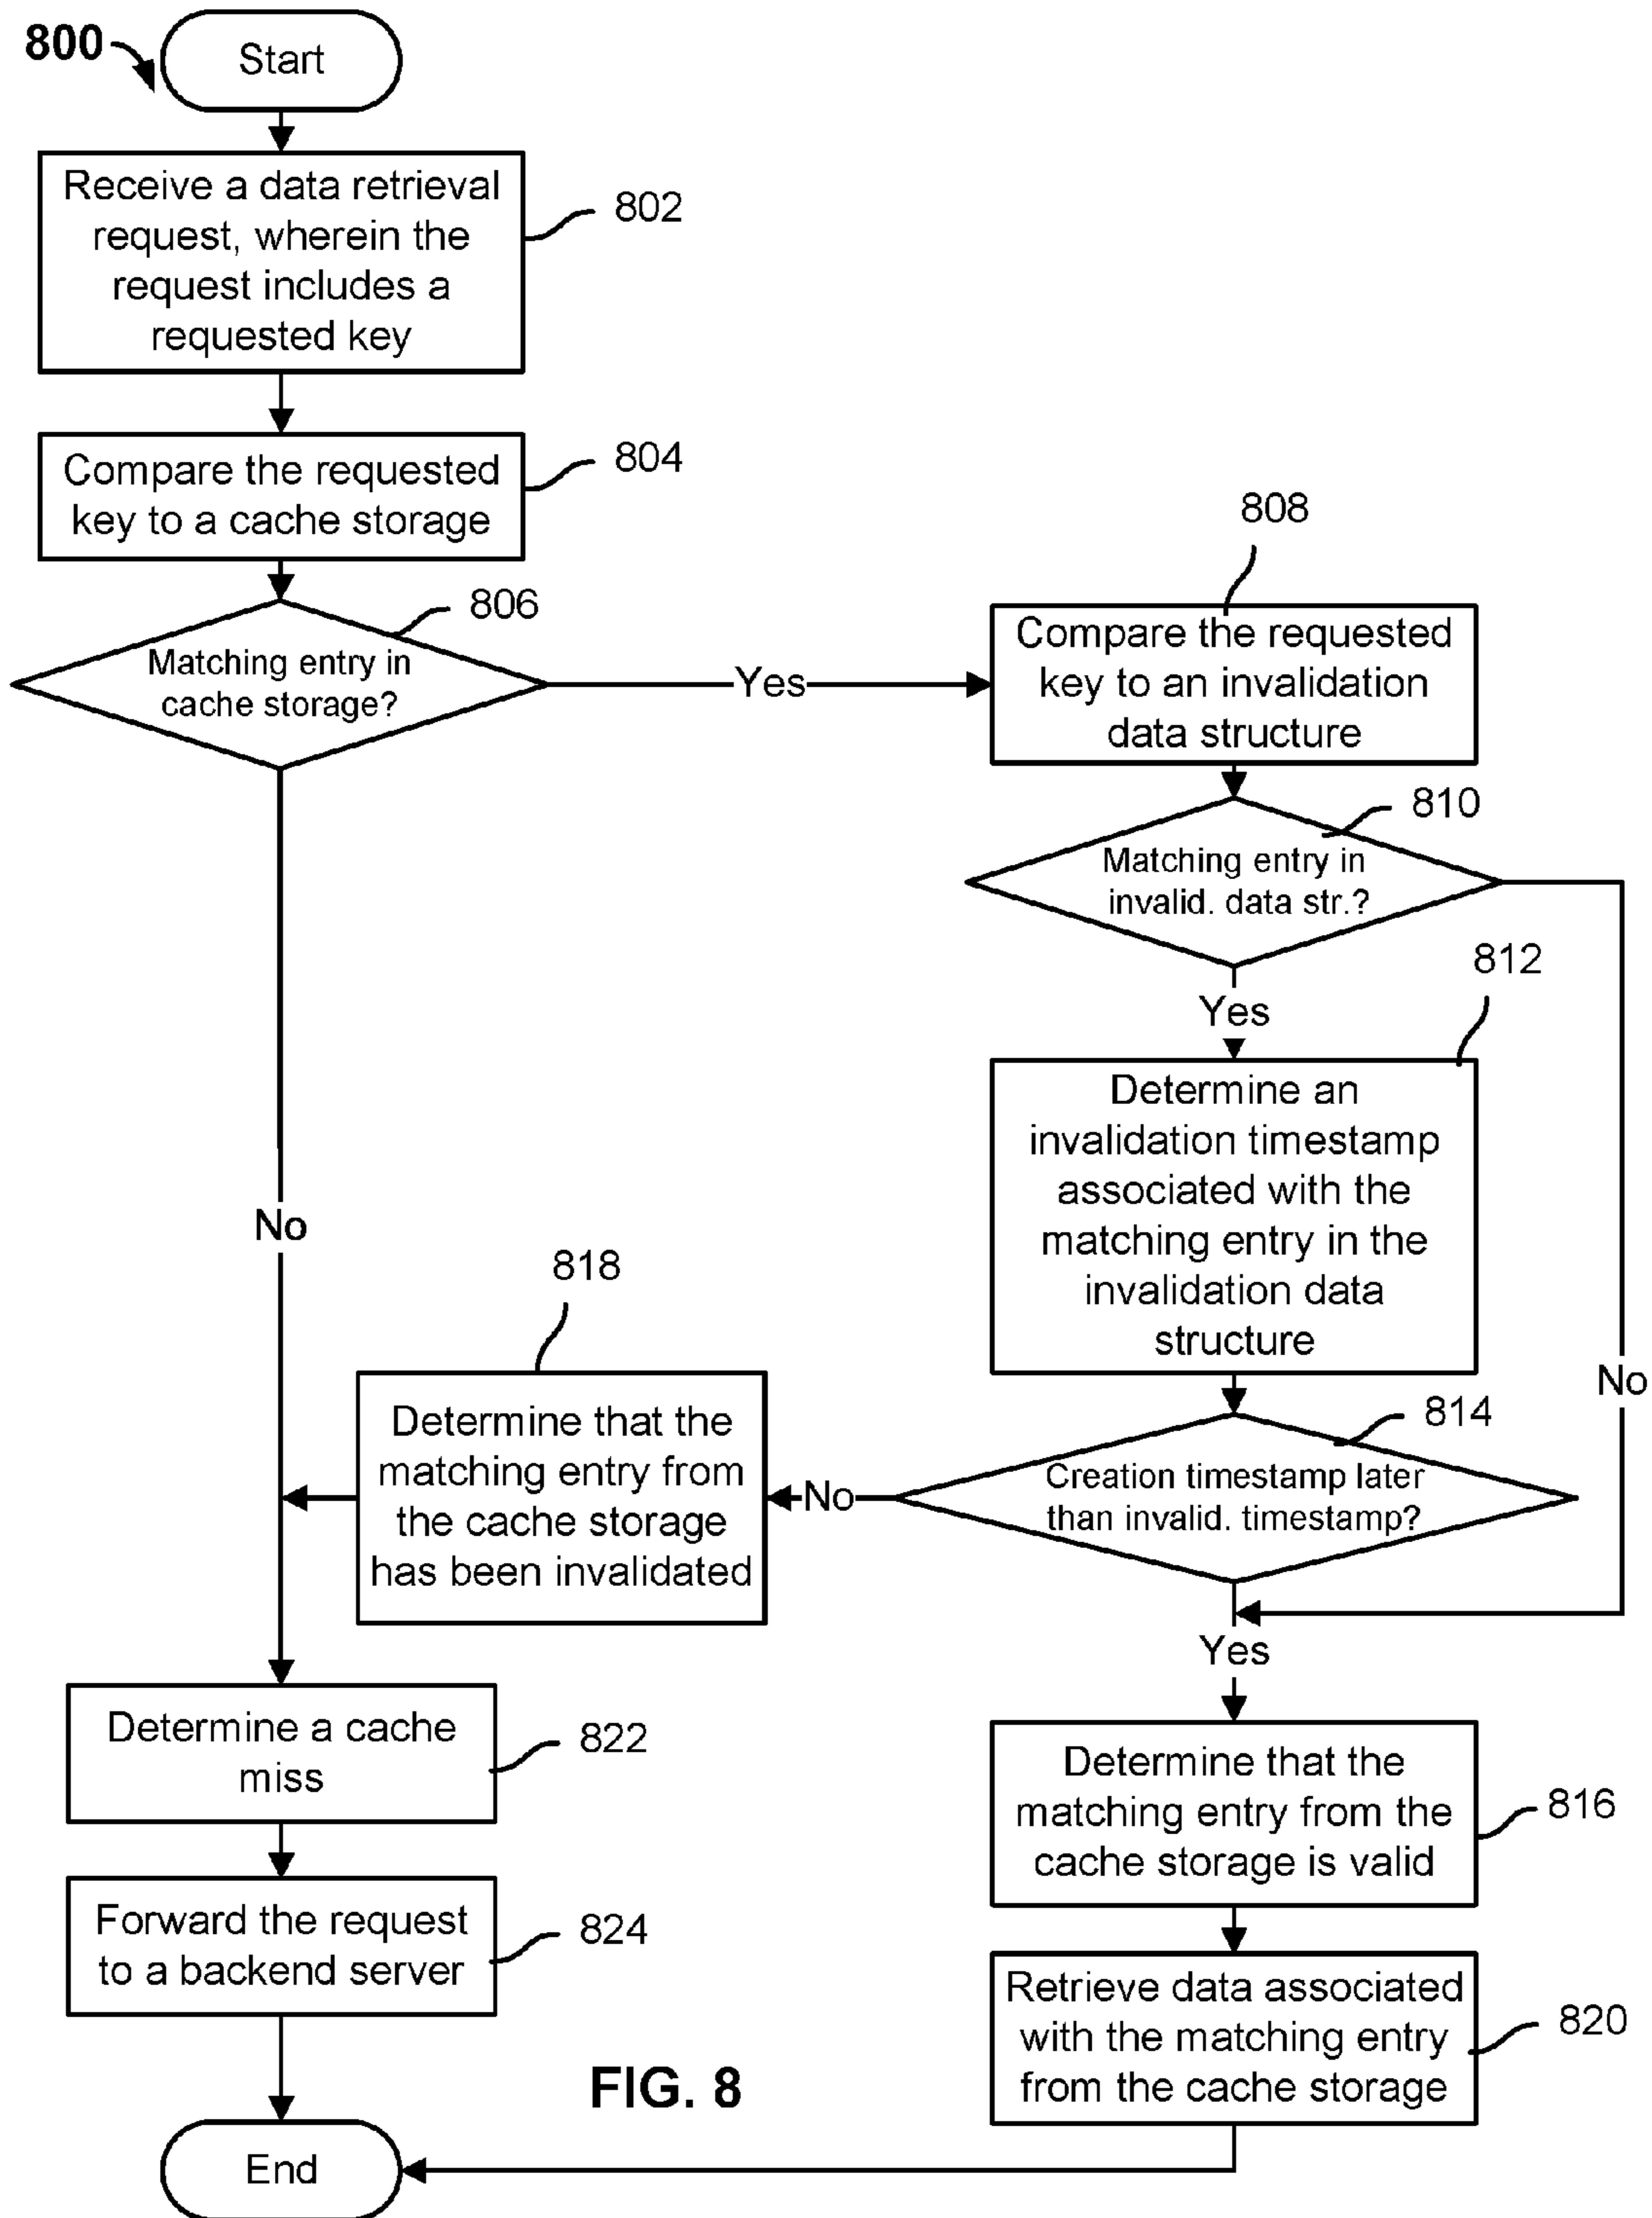 800
Start
Receive a data retrieval
request, wherein the
request includes a
requested key
802
Compare the requested
key to a cache storage
804
806
Matching entry in
cache storage?
Yes
808
Compare the requested
key to an invalidation
data structure
810
Matching entry in
invalid. data str.?
812
Yes
Determine an
invalidation timestamp
associated with the
matching entry in the
invalidation data
structure
No
No
818
Determine that the
matching entry from
the cache storage
has been invalidated
No
814
Creation timestamp later
than invalid. timestamp?
Yes
Determine a cache
miss
822
Determine that the
matching entry from the
cache storage is valid
816
Forward the request
to a backend server
824
Retrieve data associated
with the matching entry
from the cache storage
820
FIG. 8
End